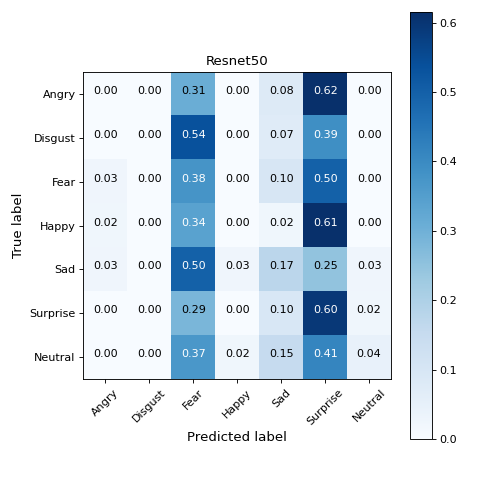 Resnet50
True label
Angry 0.00 0.00 0.31 0.00 0.08 0.62 0.00
Disgust 0.00 0.00 0.54 0.00 0.07 0.39 0.00
Fear 0.03 0.00 0.38 0.00 0.10 0.50 0.00
Happy 0.02 0.00 0.34 0.00 0.02 0.61 0.00
Sad 0.03 0.00 0.50 0.03 0.17 0.25 0.03
Surprise 0.00 0.00 0.29 0.00 0.10 0.60 0.02
Neutral 0.00 0.00 0.37 0.02 0.15 0.41 0.04
Angry Disgust Fear Happy Sad Surprise Neutral
Predicted label
0.6
0.5
0.4
0.3
0.2
0.1
0.0